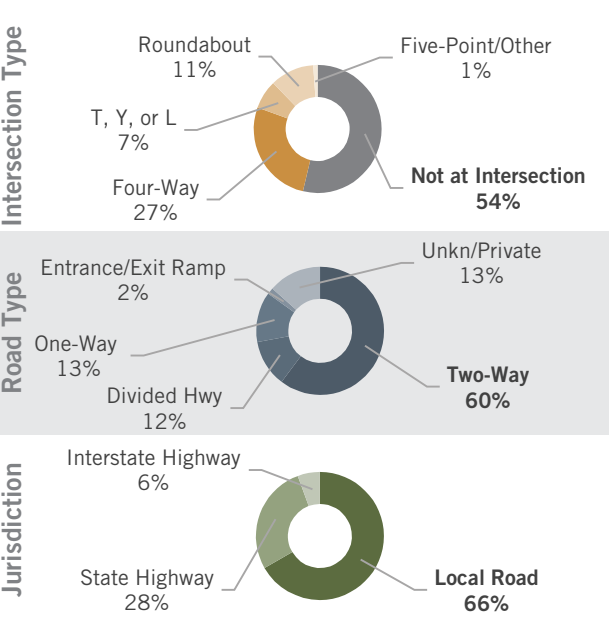 Intersection Type
Roundabout
11%
Five-Point/Other
1%
T, Y, or L
7%
Four-Way
27%
Not at Intersection
54%
Road Type
Entrance/Exit Ramp
2%
Unkn/Private
13%
One-Way
13%
Divided Hwy
12%
Two-Way
60%
Jurisdiction
Interstate Highway
6%
State Highway
28%
Local Road
66%